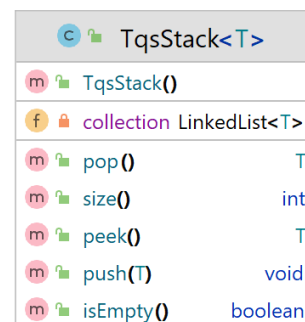 C TqsStack<T>
m TqsStack()
f collection LinkedList<T>
m pop() T
m size() int
m peek() T
m push(T) void
m isEmpty() boolean